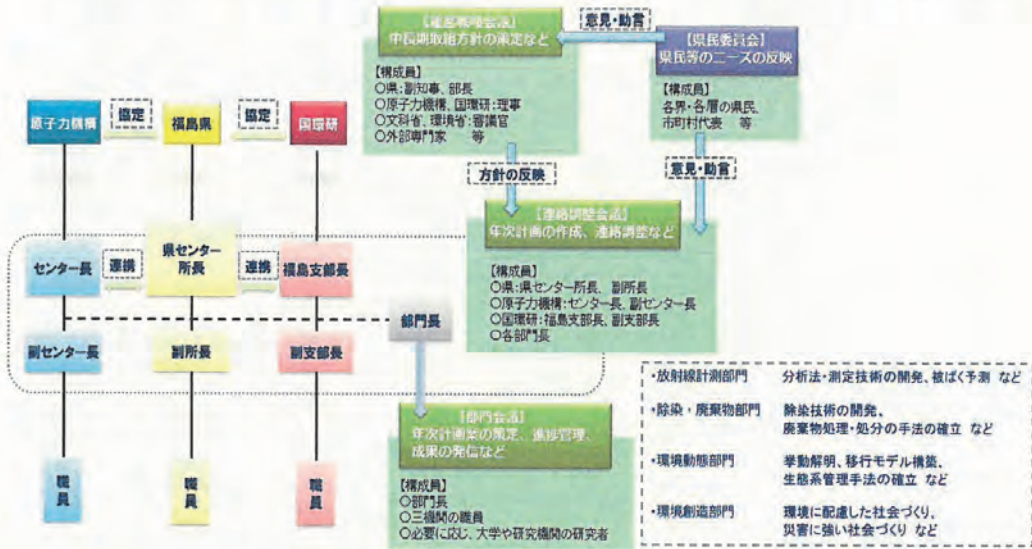 原子力機構
協定
福島県
協定
国環研
センター長
連携
県センター
所長
連携
福島支部長
部門長
副センター長
副所長
副支部長
職員
職員
職員
中長期取組方針の策定など
【構成員】
○県:副知事、部長
○原子力機構、国環研:理事
○文科省、環境省:審議官
○外部専門家　等
意見・助言
【県民委員会】
県民等のニーズの反映
【構成員】
各界・各層の県民、
市町村代表　等
方針の反映
意見・助言
【連絡調整会議】
年次計画の作成、連絡調整など
【構成員】
○県:県センター所長、副所長
○原子力機構:センター長、副センター長
○国環研:福島支部長、副支部長
○各部門長
【部門会議】
年次計画案の策定、進捗管理、
成果の発信など
【構成員】
○部門長
○三機関の職員
○必要に応じ、大学や研究機関の研究者
・放射線計測部門　分析法・測定技術の開発、被ばく予測 など
・除染・廃棄物部門　除染技術の開発、
廃棄物処理・処分の手法の確立 など
・環境動態部門　挙動解明、移行モデル構築、
生態系管理手法の確立 など
・環境創造部門　環境に配慮した社会づくり、
災害に強い社会づくり など